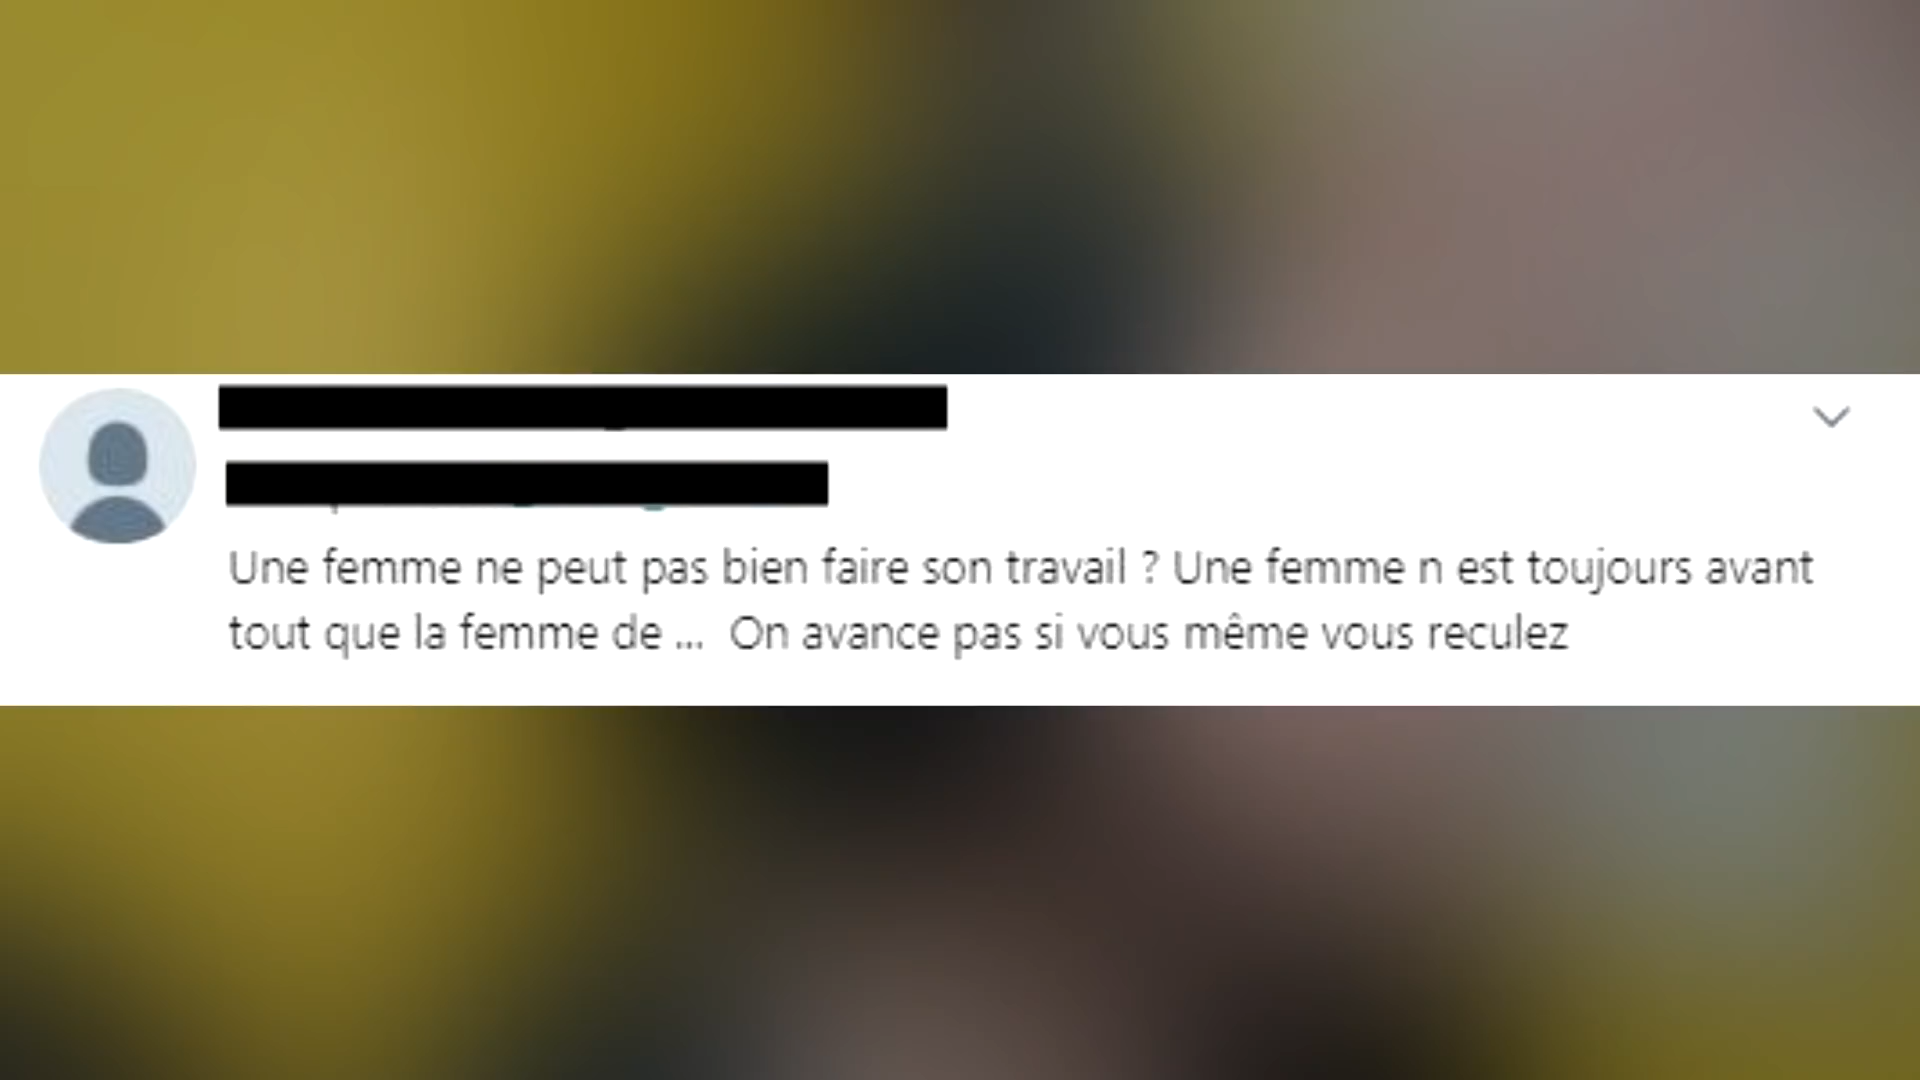 Une femme ne peut pas bien faire son travail ? Une femme n est toujours avant
tout que la femme de ...  On avance pas si vous même vous reculez